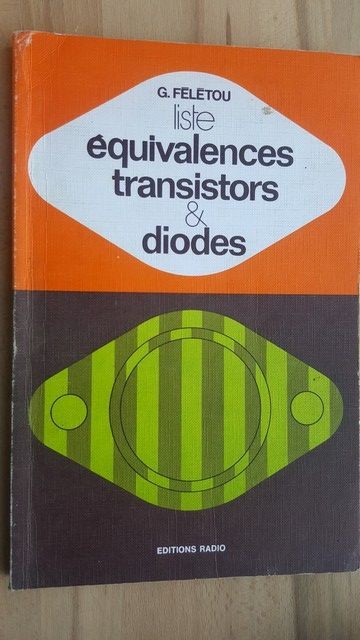 G. FELETOU
liste
équivalences
transistors
&
diodes
EDITIONS RADIO